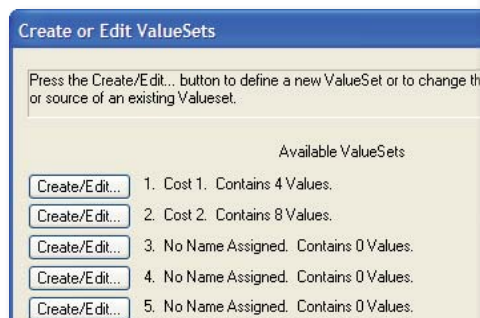 Create or Edit ValueSets
Press the Create/Edit... button to define a new ValueSet or to change
or source of an existing Valueset.
Available ValueSets
Create/Edit... 1. Cost 1. Contains 4 Values.
Create/Edit... 2. Cost 2. Contains 8 Values.
Create/Edit... 3. No Name Assigned. Contains 0 Values.
Create/Edit... 4. No Name Assigned. Contains 0 Values.
Create/Edit... 5. No Name Assigned. Contains 0 Values.